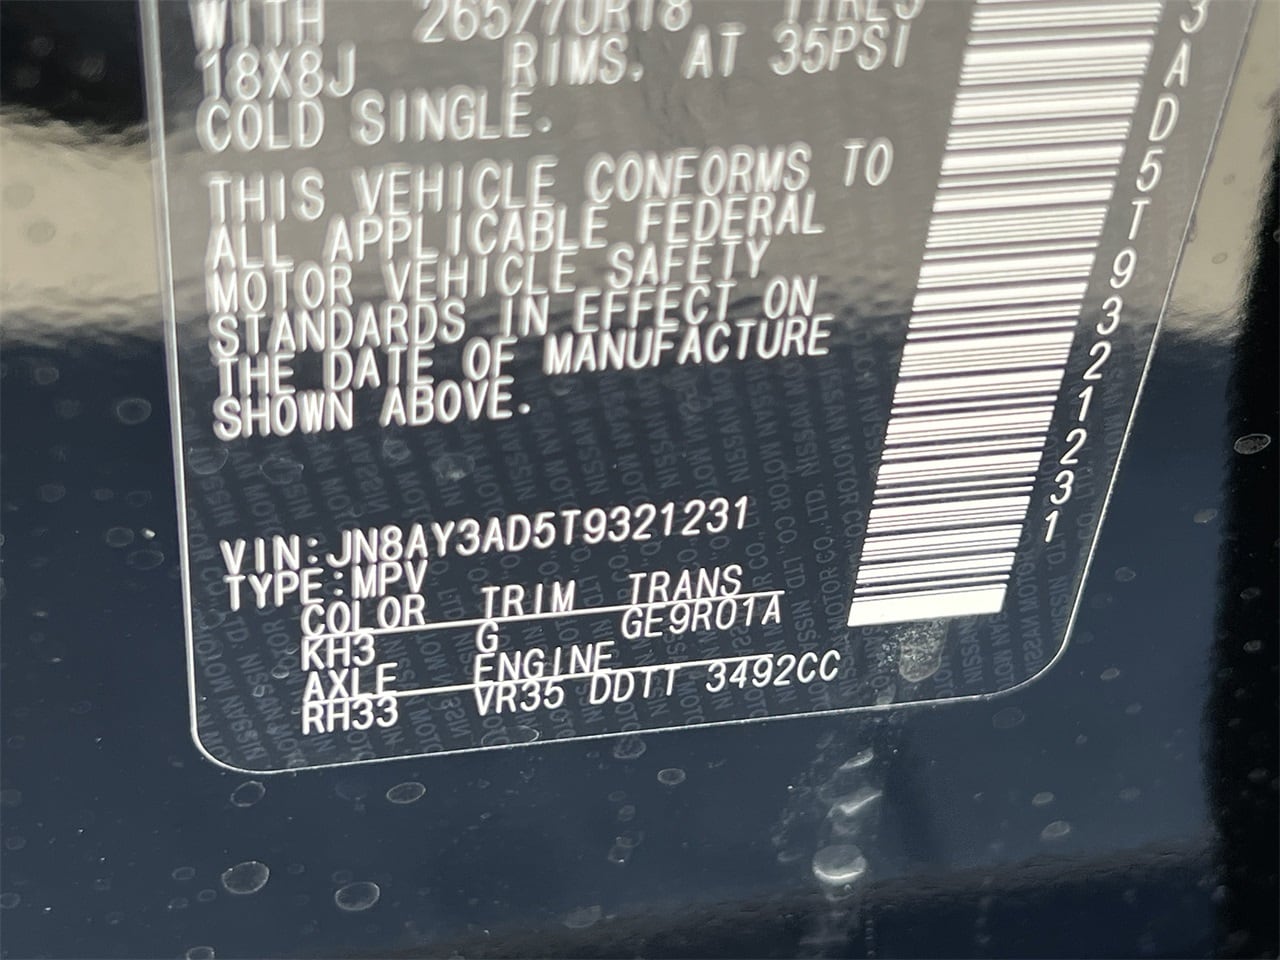 WITH 265/70R18 TIRES
18X8J RIMS, AT 35PSI
COLD SINGLE.
THIS VEHICLE CONFORMS TO
ALL APPLICABLE FEDERAL
MOTOR VEHICLE SAFETY
STANDARDS IN EFFECT ON
THE DATE OF MANUFACTURE
SHOWN ABOVE.
VIN:JN8AY3AD5T9321231
TYPE:MPV
COLOR TRIM TRANS
KH3 G GE9R01A
AXLE ENGINE
RH33 VR35 DDTT 3492CC
3AD5T9321231